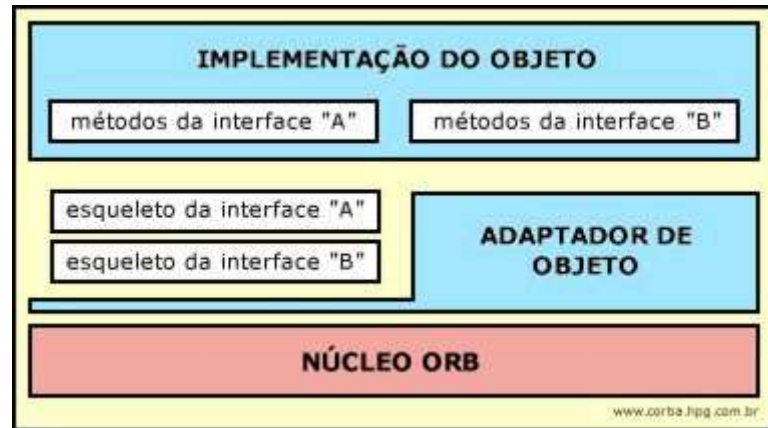 IMPLEMENTAÇÃO DO OBJETO
métodos da interface "A"
métodos da interface "B"
esqueleto da interface "A"
esqueleto da interface "B"
ADAPTADOR DE
OBJETO
NÚCLEO ORB
www.corba.hpg.com.br